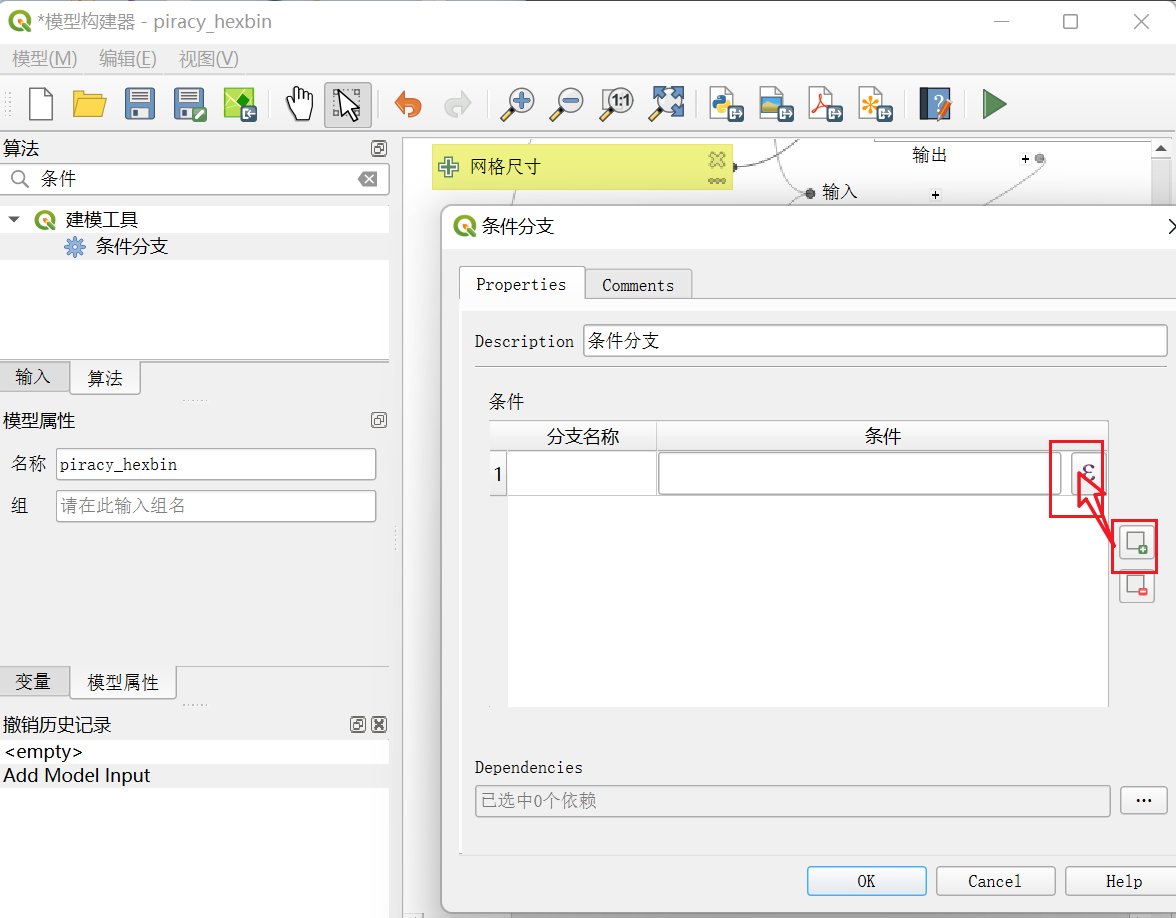 *模型构建器 - piracy_hexbin
模型(M) 编辑(E) 视图(V)
1:1
算法
条件
建模工具
条件分支
输入 算法
模型属性
名称 piracy_hexbin
组 请在此输入组名
变量 模型属性
撤销历史记录
<empty>
Add Model Input
网格尺寸
输出 +
输入 +
条件分支
Properties Comments
Description 条件分支
条件
分支名称 条件
1 ε
Dependencies
已选中0个依赖 ...
OK Cancel Help